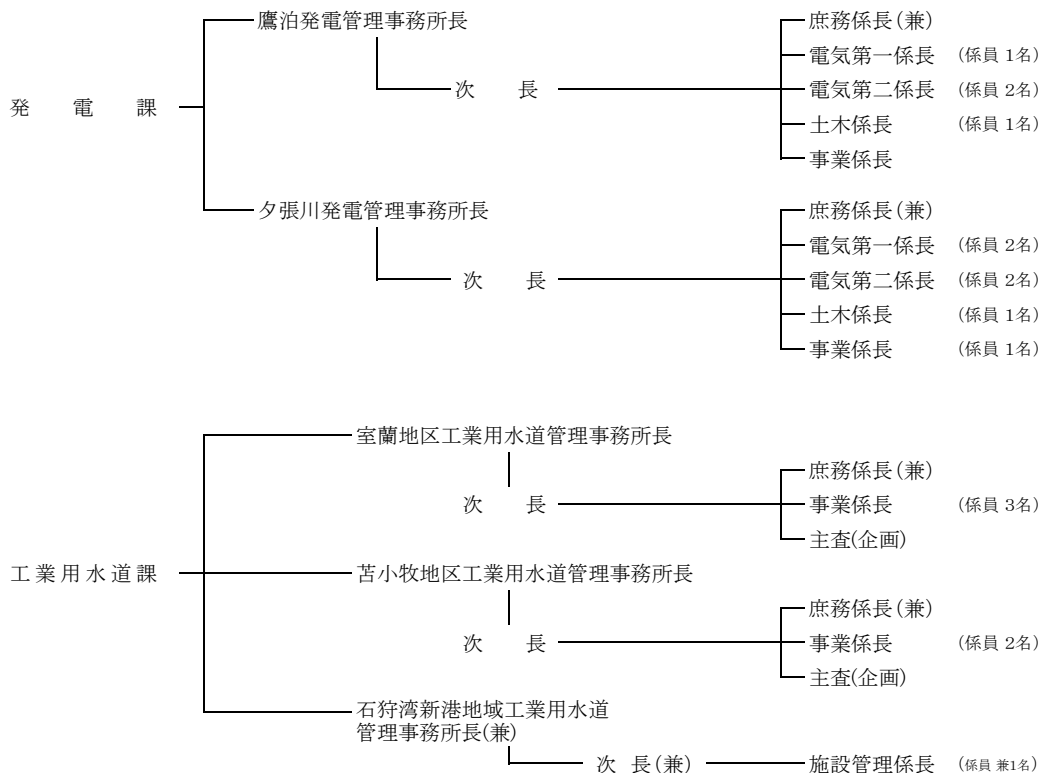 鷹泊発電管理事務所長
庶務係長(兼)
電気第一係長 (係員 1名)
次 長
電気第二係長 (係員 2名)
発 電 課
土木係長 (係員 1名)
事業係長
夕張川発電管理事務所長
庶務係長(兼)
電気第一係長 (係員 2名)
次 長
電気第二係長 (係員 2名)
土木係長 (係員 1名)
事業係長 (係員 1名)
室蘭地区工業用水道管理事務所長
庶務係長(兼)
次 長
事業係長 (係員 3名)
主査(企画)
工業用水道課
苫小牧地区工業用水道管理事務所長
庶務係長(兼)
次 長
事業係長 (係員 2名)
主査(企画)
石狩湾新港地域工業用水道
管理事務所長(兼)
次 長(兼)
施設管理係長 (係員 兼1名)